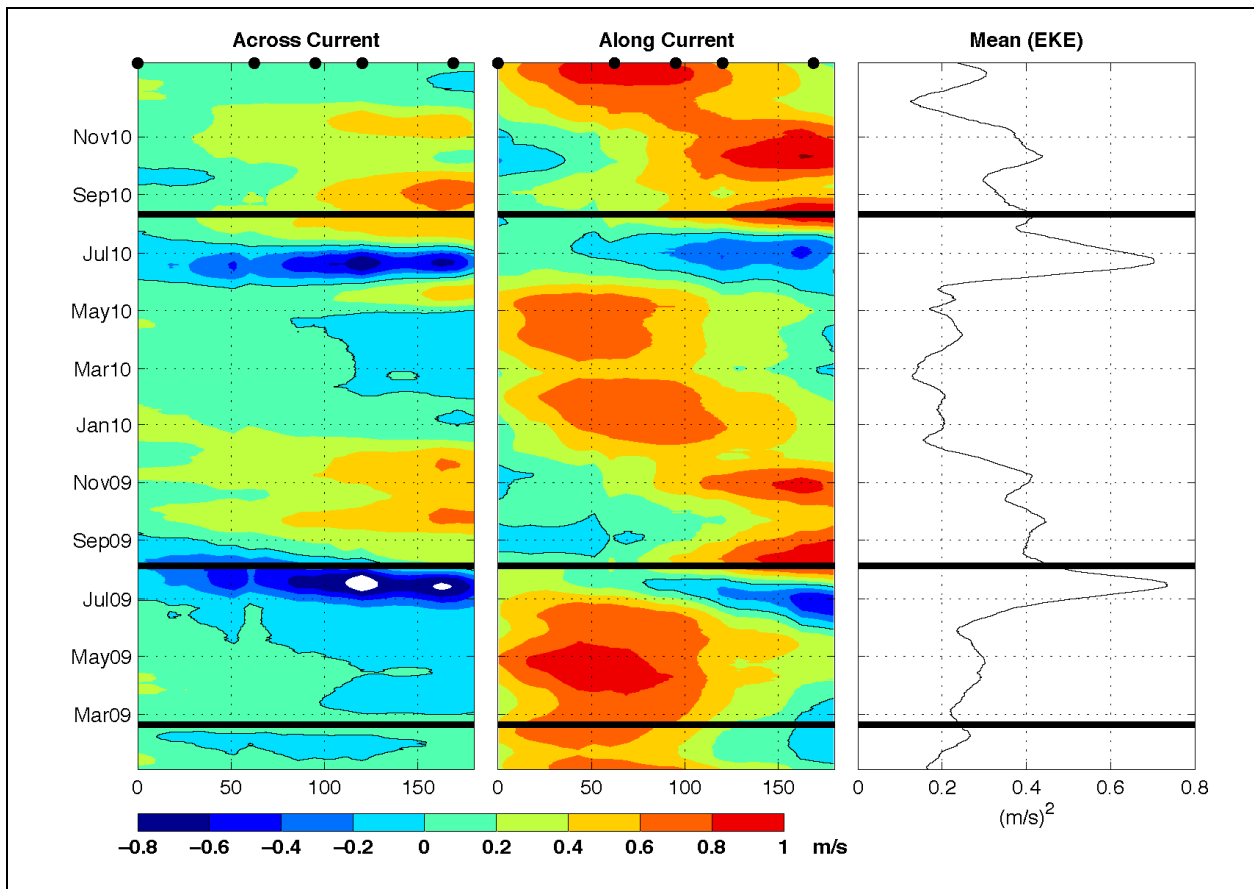 Across Current
Along Current
Mean (EKE)
Nov10
Sep10
Jul10
May10
Mar10
Jan10
Nov09
Sep09
Jul09
May09
Mar09
0 50 100 150
0 50 100 150
0 0.2 0.4 0.6 0.8
(m/s)²
−0.8 −0.6 −0.4 −0.2 0 0.2 0.4 0.6 0.8 1 m/s